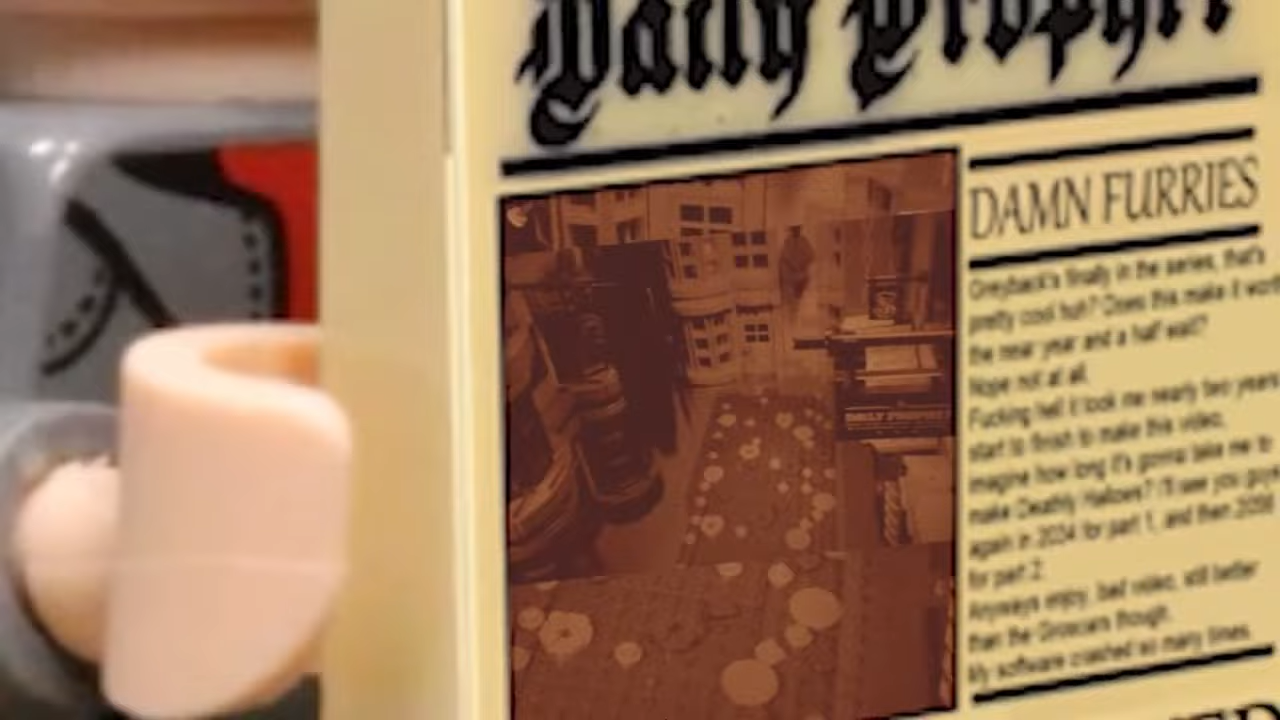 Daily Prophet
DAMN FURRIES
Greyback's finally in the series, that's
pretty cool huh? Does this make it worth
the near year and a half wait?
Nope not at all.
Fucking hell it took me nearly two years
start to finish to make this video,
imagine how long it's gonna take me to
make Deathly Hallows? I'll see you guys
again in 2024 for part 1, and then
for part 2.
Anyways enjoy, bad video, still better
than the Groscars though.
My software crashed so many times.
DAILY PROPHET